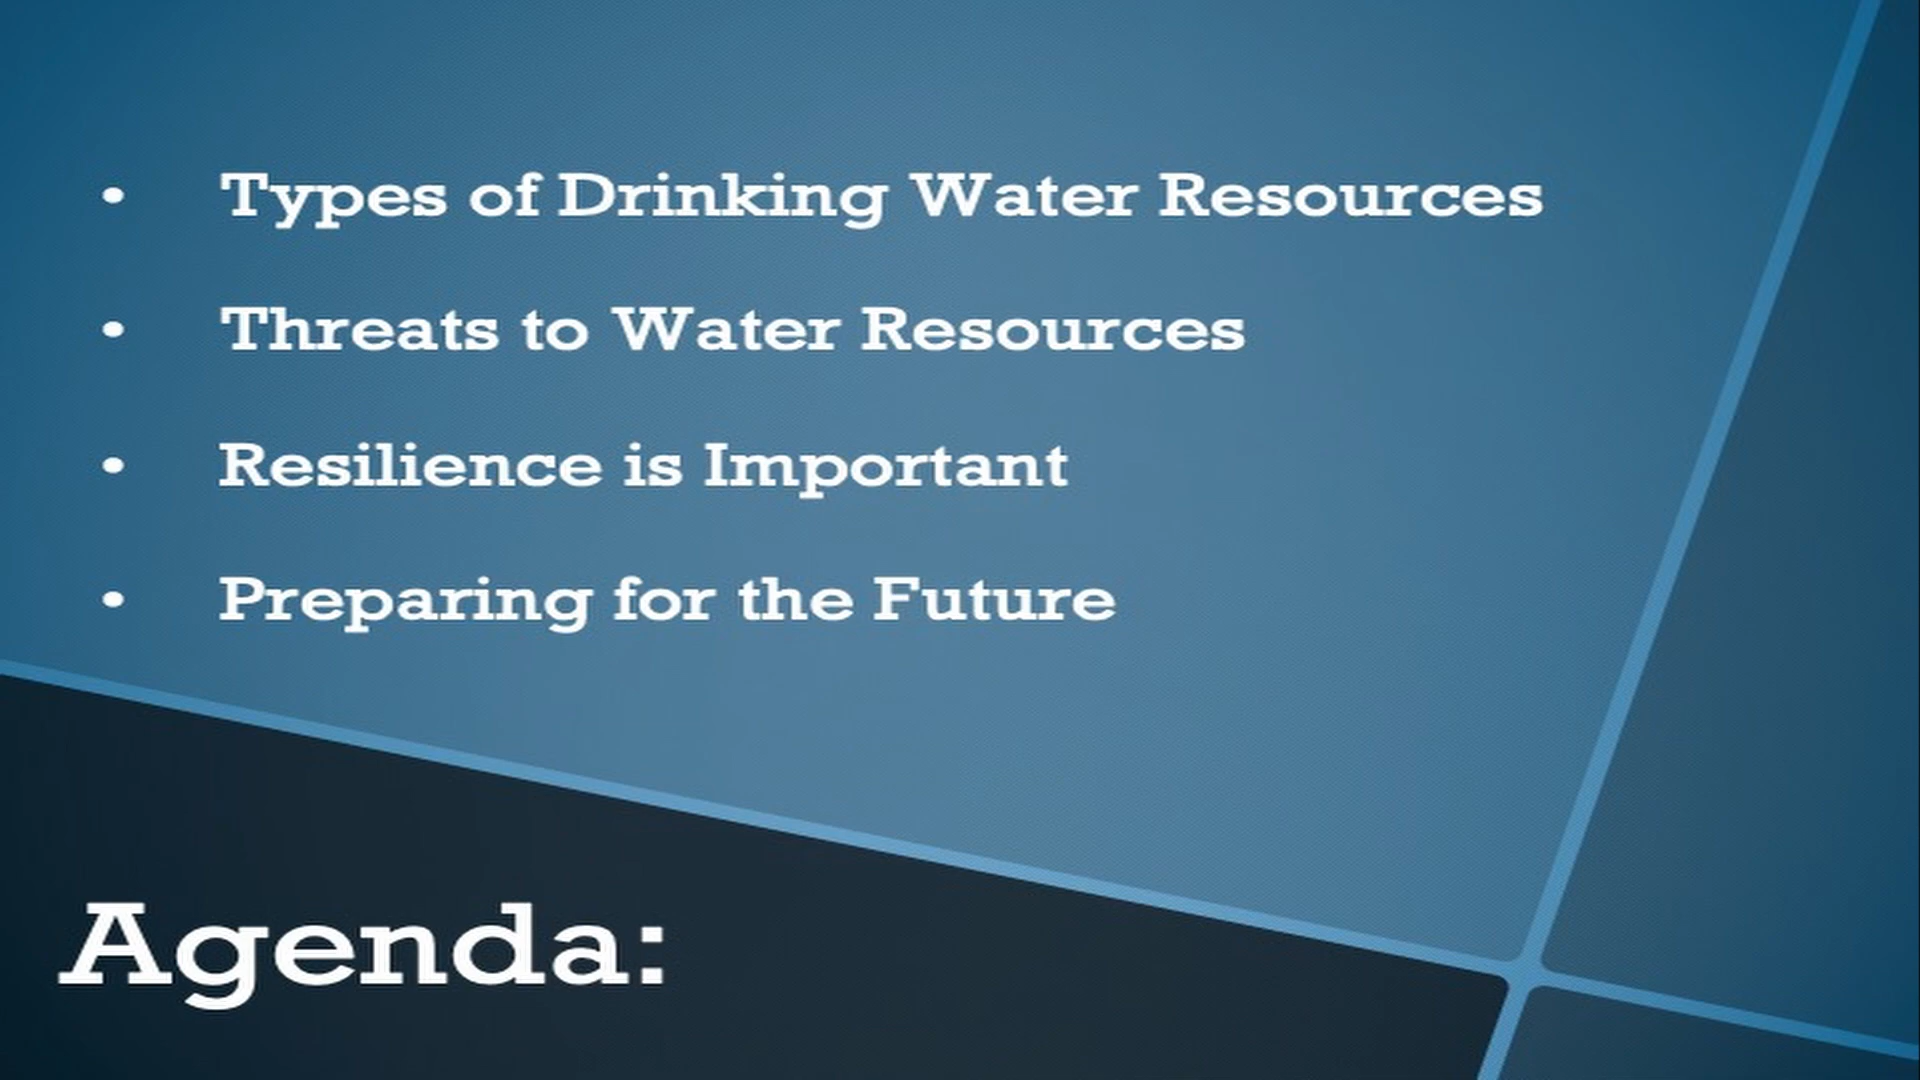 • Types of Drinking Water Resources
• Threats to Water Resources
• Resilience is Important
• Preparing for the Future
Agenda: